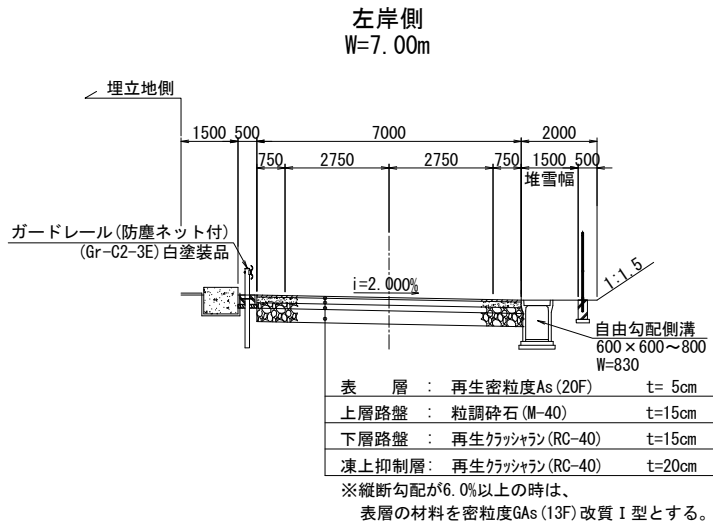 左岸側
W=7.00m
埋立地側
1500 500 7000 2000
750 2750 2750 750 1500 500
堆雪幅
ガードレール(防塵ネット付)
(Gr-C2-3E)白塗装品
i=2.000%
1:1.5
自由勾配側溝
600×600～800
W=830
表　　層 ： 再生密粒度As(20F) t= 5cm
上層路盤 ： 粒調砕石(M-40) t=15cm
下層路盤 ： 再生ｸﾗｯｼｬﾗﾝ(RC-40) t=15cm
凍上抑制層： 再生ｸﾗｯｼｬﾗﾝ(RC-40) t=20cm
※縦断勾配が6.0%以上の時は、
表層の材料を密粒度GAs(13F)改質Ⅰ型とする。